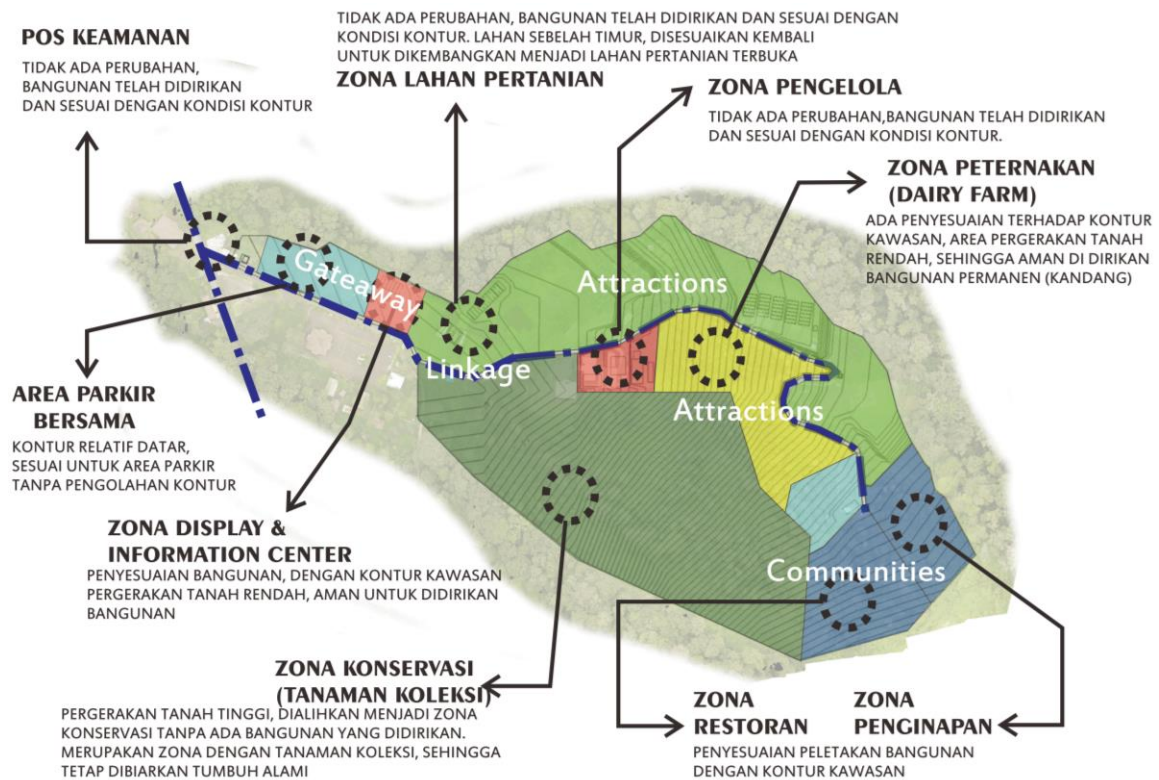 TIDAK ADA PERUBAHAN, BANGUNAN TELAH DIDIRIKAN DAN SESUAI DENGAN
KONDISI KONTUR. LAHAN SEBELAH TIMUR, DISESUAIKAN KEMBALI
UNTUK DIKEMBANGKAN MENJADI LAHAN PERTANIAN TERBUKA
ZONA LAHAN PERTANIAN
POS KEAMANAN
TIDAK ADA PERUBAHAN,
BANGUNAN TELAH DIDIRIKAN
DAN SESUAI DENGAN KONDISI KONTUR
ZONA PENGELOLA
TIDAK ADA PERUBAHAN,BANGUNAN TELAH DIDIRIKAN
DAN SESUAI DENGAN KONDISI KONTUR.
ZONA PETERNAKAN
(DAIRY FARM)
ADA PENYESUAIAN TERHADAP KONTUR
KAWASAN, AREA PERGERAKAN TANAH
RENDAH, SEHINGGA AMAN DI DIRIKAN
BANGUNAN PERMANEN (KANDANG)
Gateaway
Attractions
Linkage
Attractions
Communities
AREA PARKIR
BERSAMA
KONTUR RELATIF DATAR,
SESUAI UNTUK AREA PARKIR
TANPA PENGOLAHAN KONTUR
ZONA DISPLAY &
INFORMATION CENTER
PENYESUAIAN BANGUNAN, DENGAN KONTUR KAWASAN
PERGERAKAN TANAH RENDAH, AMAN UNTUK DIDIRIKAN
BANGUNAN
ZONA KONSERVASI
(TANAMAN KOLEKSI)
PERGERAKAN TANAH TINGGI, DIALIHKAN MENJADI ZONA
KONSERVASI TANPA ADA BANGUNAN YANG DIDIRIKAN.
MERUPAKAN ZONA DENGAN TANAMAN KOLEKSI, SEHINGGA
TETAP DIBIARKAN TUMBUH ALAMI
ZONA
RESTORAN
ZONA
PENGINAPAN
PENYESUAIAN PELETAKAN BANGUNAN
DENGAN KONTUR KAWASAN